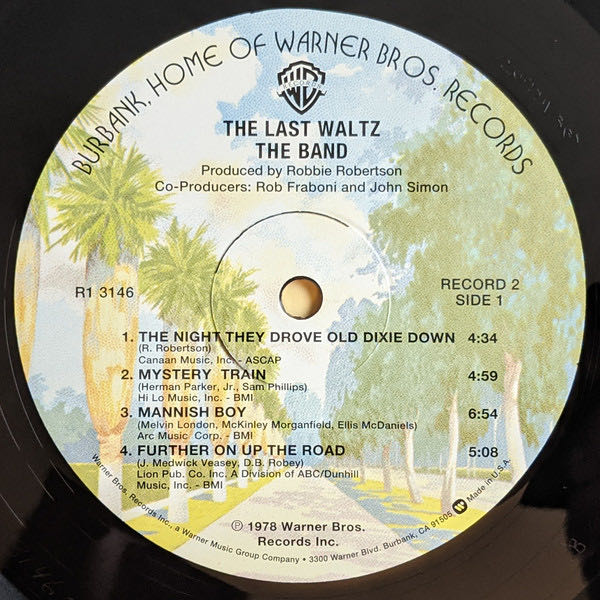 BURBANK, HOME OF WARNER BROS. RECORDS
THE LAST WALTZ
THE BAND
Produced by Robbie Robertson
Co-Producers: Rob Fraboni and John Simon
R1 3146
RECORD 2
SIDE 1
1. THE NIGHT THEY DROVE OLD DIXIE DOWN 4:34
(R. Robertson)
Canaan Music, Inc. - ASCAP
2. MYSTERY TRAIN 4:59
(Herman Parker, Jr., Sam Phillips)
Hi Lo Music, Inc. - BMI
3. MANNISH BOY 6:54
(Melvin London, McKinley Morganfield, Ellis McDaniels)
Arc Music Corp. - BMI
4. FURTHER ON UP THE ROAD 5:08
(J. Medwick Veasey, D.B. Robey)
Lion Pub. Co. Inc. A Division of ABC/Dunhill
Music, Inc. - BMI
℗ 1978 Warner Bros.
Records Inc.
Warner Bros. Records Inc., a Warner Music Group Company • 3300 Warner Blvd. Burbank, CA 91505 Made in U.S.A.